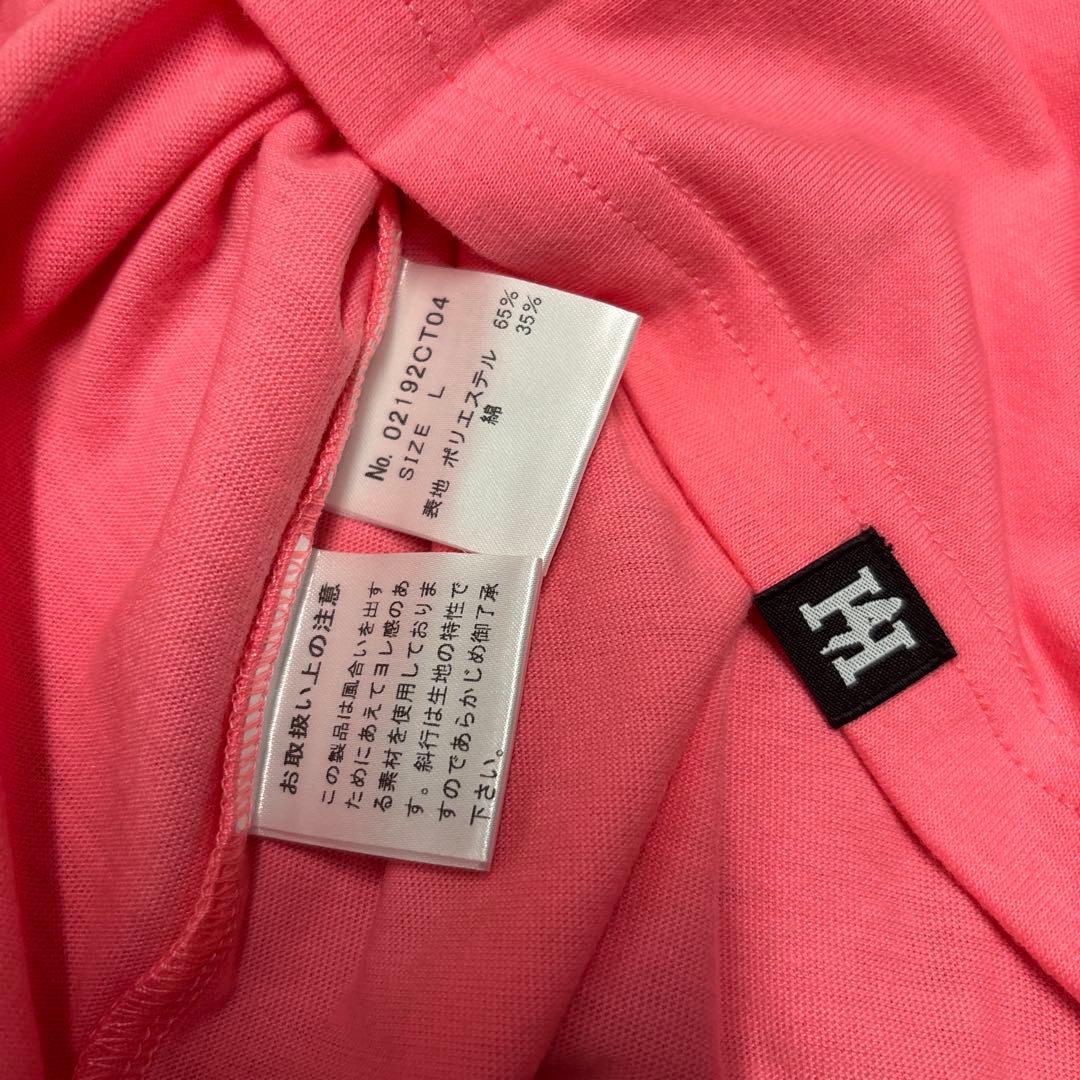 No. 02192CT04
SIZE L
表地 ポリエステル 65%
綿 35%
お取扱い上の注意
この製品は風合いを出す
ためにあえてヨレ感のあ
る素材を使用しておりま
す。斜行は生地の特性で
すのであらかじめ御了承
下さい。